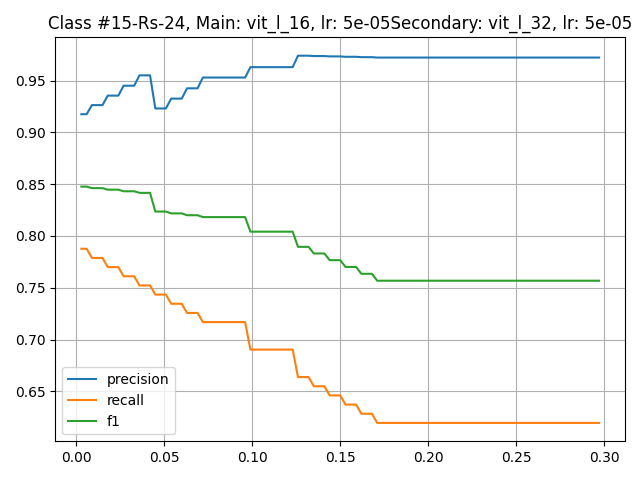 Class #15-Rs-24, Main: vit_l_16, lr: 5e-05Secondary: vit_l_32, lr: 5e-05
0.95
0.90
0.85
0.80
0.75
0.70
0.65
precision
recall
f1
0.00 0.05 0.10 0.15 0.20 0.25 0.30